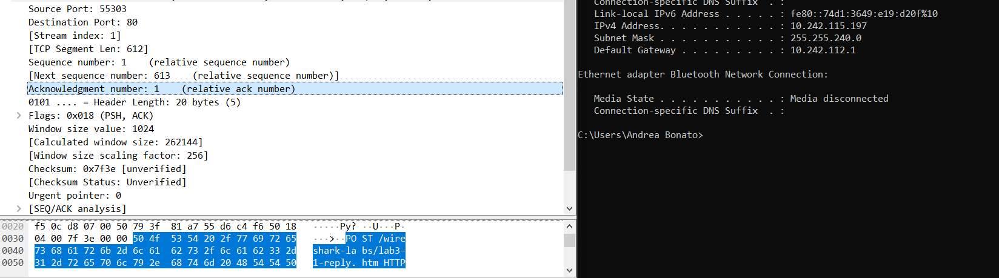 Source Port: 55303
Destination Port: 80
[Stream index: 1]
[TCP Segment Len: 612]
Sequence number: 1    (relative sequence number)
[Next sequence number: 613    (relative sequence number)]
Acknowledgment number: 1    (relative ack number)
0101 .... = Header Length: 20 bytes (5)
Flags: 0x018 (PSH, ACK)
Window size value: 1024
[Calculated window size: 262144]
[Window size scaling factor: 256]
Checksum: 0x7f3e [unverified]
[Checksum Status: Unverified]
Urgent pointer: 0
[SEQ/ACK analysis]
0020  f5 0c d8 07 00 50 79 3f  81 a7 55 d6 c4 f6 50 18   ·····Py? ··U···P·
0030  04 00 7f 3e 00 00 50 4f  53 54 20 2f 77 69 72 65   ···>··PO ST /wire
0040  73 68 61 72 6b 2d 6c 61  62 73 2f 6c 61 62 33 2d   shark-la bs/lab3-
0050  31 2d 72 65 70 6c 79 2e  68 74 6d 20 48 54 54 50   1-reply. htm HTTP
Connection-specific DNS Suffix  . :
Link-local IPv6 Address . . . . . : fe80::74d1:3649:e19:d20f%10
IPv4 Address. . . . . . . . . . . : 10.242.115.197
Subnet Mask . . . . . . . . . . . : 255.255.240.0
Default Gateway . . . . . . . . . : 10.242.112.1
Ethernet adapter Bluetooth Network Connection:
Media State . . . . . . . . . . . : Media disconnected
Connection-specific DNS Suffix  . :
C:\Users\Andrea Bonato>